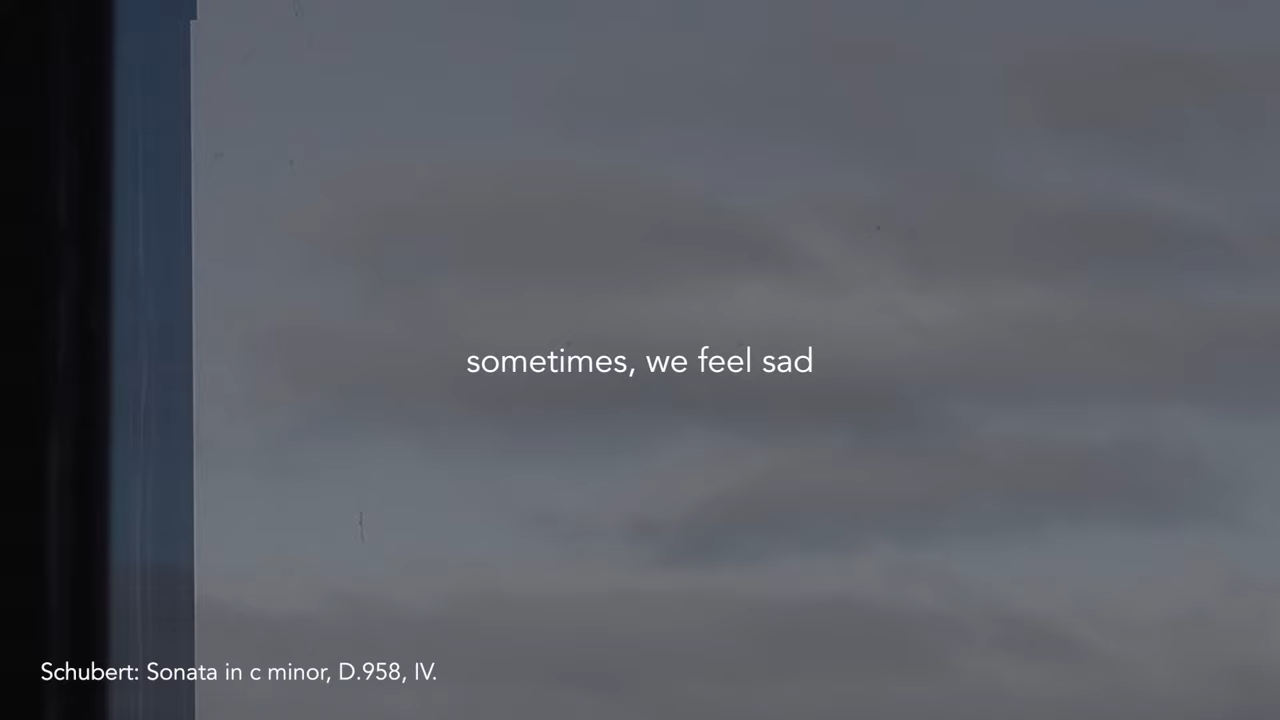 sometimes, we feel sad
Schubert: Sonata in c minor, D.958, IV.